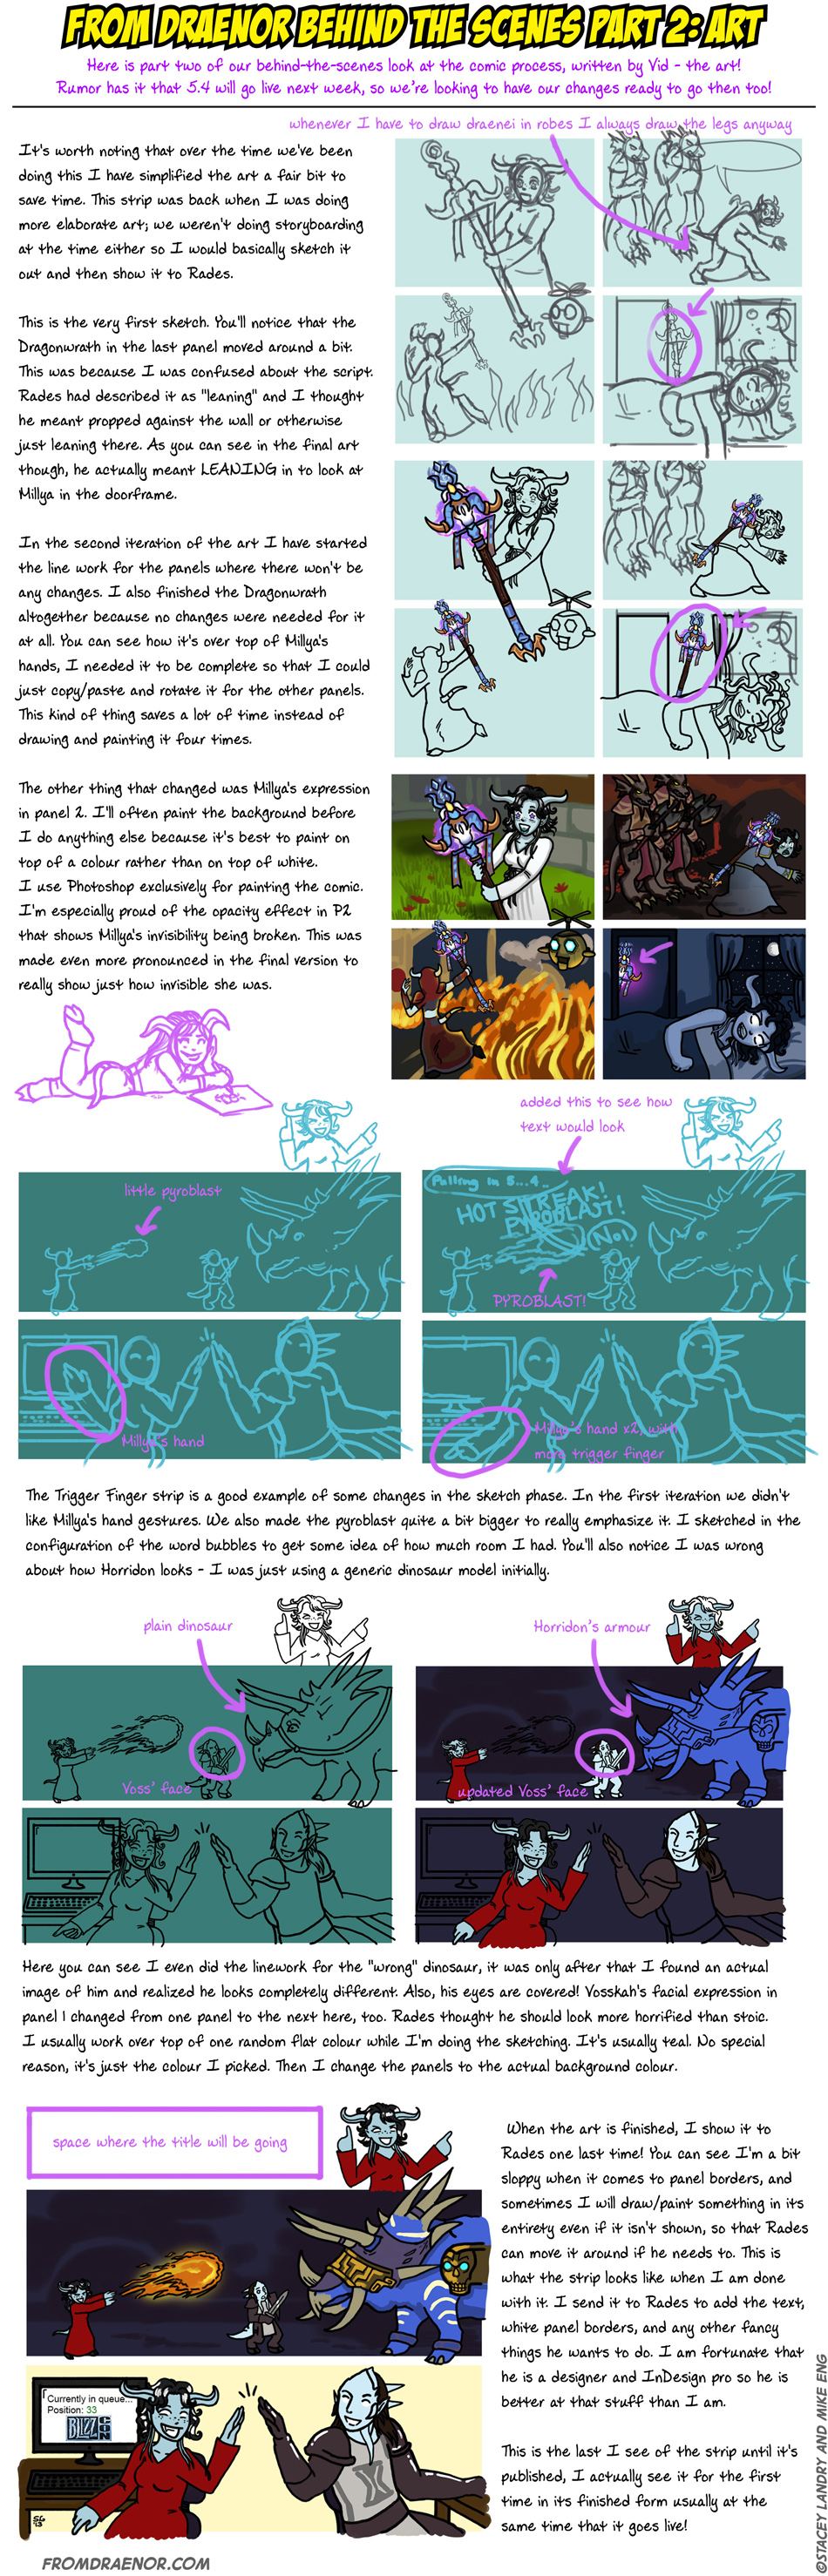 FROM DRAENOR BEHIND THE SCENES PART 2: ART
Here is part two of our behind-the-scenes look at the comic process, written by Vid - the art!
Rumor has it that 5.4 will go live next week, so we're looking to have our changes ready to go then too!
whenever I have to draw draenei in robes I always draw the legs anyway
It's worth noting that over the time we've been
doing this I have simplified the art a fair bit to
save time. This strip was back when I was doing
more elaborate art; we weren't doing storyboarding
at the time either so I would basically sketch it
out and then show it to Rades.
This is the very first sketch. You'll notice that the
Dragonwrath in the last panel moved around a bit.
This was because I was confused about the script.
Rades had described it as "leaning" and I thought
he meant propped against the wall or otherwise
just leaning there. As you can see in the final art
though, he actually meant LEANING in to look at
Millya in the doorframe.
In the second iteration of the art I have started
the line work for the panels where there won't be
any changes. I also finished the Dragonwrath
altogether because no changes were needed for it
at all. You can see how it's over top of Millya's
hands, I needed it to be complete so that I could
just copy/paste and rotate it for the other panels.
This kind of thing saves a lot of time instead of
drawing and painting it four times.
The other thing that changed was Millya's expression
in panel 2. I'll often paint the background before
I do anything else because it's best to paint on
top of a colour rather than on top of white.
I use Photoshop exclusively for painting the comic.
I'm especially proud of the opacity effect in P2
that shows Millya's invisibility being broken. This was
made even more pronounced in the final version to
really show just how invisible she was.
added this to see how
text would look
little pyroblast
Pulling in 5...4..
HOT STREAK!
PYROBLAST!
(No!)
PYROBLAST!
Millya's hand
Millya's hand x2, with
more trigger finger
The Trigger Finger strip is a good example of some changes in the sketch phase. In the first iteration we didn't
like Millya's hand gestures. We also made the pyroblast quite a bit bigger to really emphasize it. I sketched in the
configuration of the word bubbles to get some idea of how much room I had. You'll also notice I was wrong
about how Horridon looks - I was just using a generic dinosaur model initially.
plain dinosaur
Horridon's armour
Voss' face
updated Voss' face
Here you can see I even did the linework for the "wrong" dinosaur, it was only after that I found an actual
image of him and realized he looks completely different. Also, his eyes are covered! Vosskah's facial expression in
panel 1 changed from one panel to the next here, too. Rades thought he should look more horrified than stoic.
I usually work over top of one random flat colour while I'm doing the sketching. It's usually teal. No special
reason, it's just the colour I picked. Then I change the panels to the actual background colour.
space where the title will be going
When the art is finished, I show it to
Rades one last time! You can see I'm a bit
sloppy when it comes to panel borders, and
sometimes I will draw/paint something in its
entirety even if it isn't shown, so that Rades
can move it around if he needs to. This is
what the strip looks like when I am done
with it. I send it to Rades to add the text,
white panel borders, and any other fancy
things he wants to do. I am fortunate that
he is a designer and InDesign pro so he is
better at that stuff than I am.
This is the last I see of the strip until it's
published, I actually see it for the first
time in its finished form usually at the
same time that it goes live!
Currently in queue...
Position: 33
BLIZZ
CON
FROMDRAENOR.COM
©STACEY LANDRY AND MIKE ENG